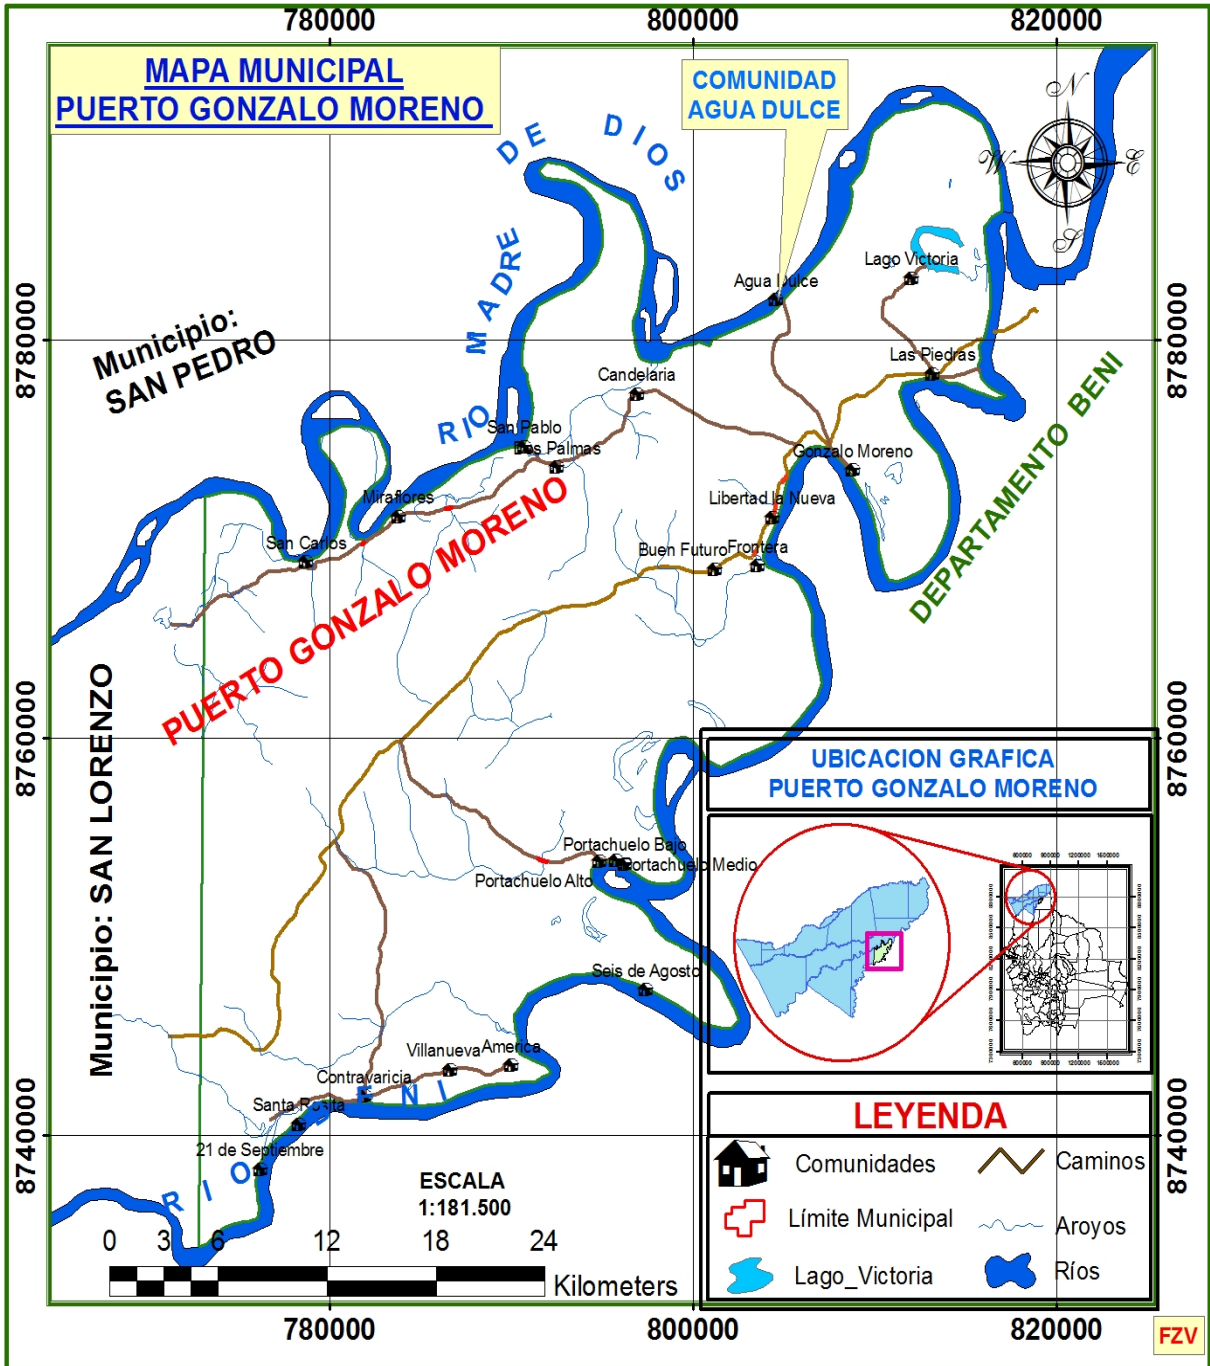 780000
800000
820000
MAPA MUNICIPAL
PUERTO GONZALO MORENO
COMUNIDAD
AGUA DULCE
N
W
E
S
RIO MADRE DE DIOS
Lago Victoria
Agua Dulce
8780000
8780000
Municipio:
SAN PEDRO
Las Piedras
Candelaria
San Pablo
Dos Palmas
Gonzalo Moreno
DEPARTAMENTO BENI
Miraflores
Libertad la Nueva
San Carlos
Buen Futuro
Frontera
PUERTO GONZALO MORENO
Municipio: SAN LORENZO
8760000
8760000
UBICACION GRAFICA
PUERTO GONZALO MORENO
Portachuelo Bajo
Portachuelo Medio
Portachuelo Alto
Seis de Agosto
Villanueva
America
Contravaricia
Santa Rosita
21 de Septiembre
RIO BENI
8740000
8740000
LEYENDA
Comunidades
Caminos
Límite Municipal
Aroyos
Lago_Victoria
Ríos
ESCALA
1:181.500
0 3 6 12 18 24
Kilometers
780000
800000
820000
FZV